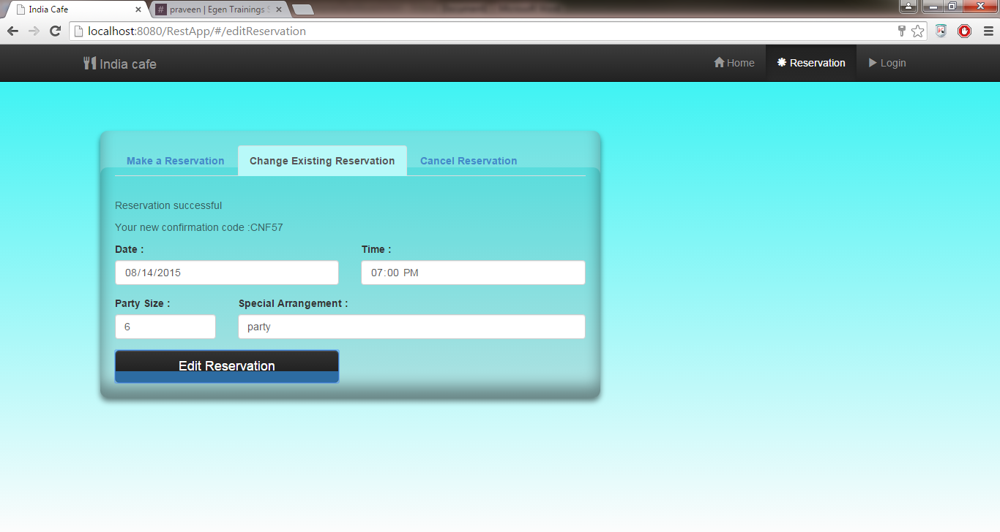 India Cafe
# praveen | Egen Trainings S
localhost:8080/RestApp/#/editReservation
India cafe Home Reservation Login
Make a Reservation Change Existing Reservation Cancel Reservation
Reservation successful
Your new confirmation code :CNF57
Date : Time :
08/14/2015 07:00 PM
Party Size : Special Arrangement :
6 party
Edit Reservation